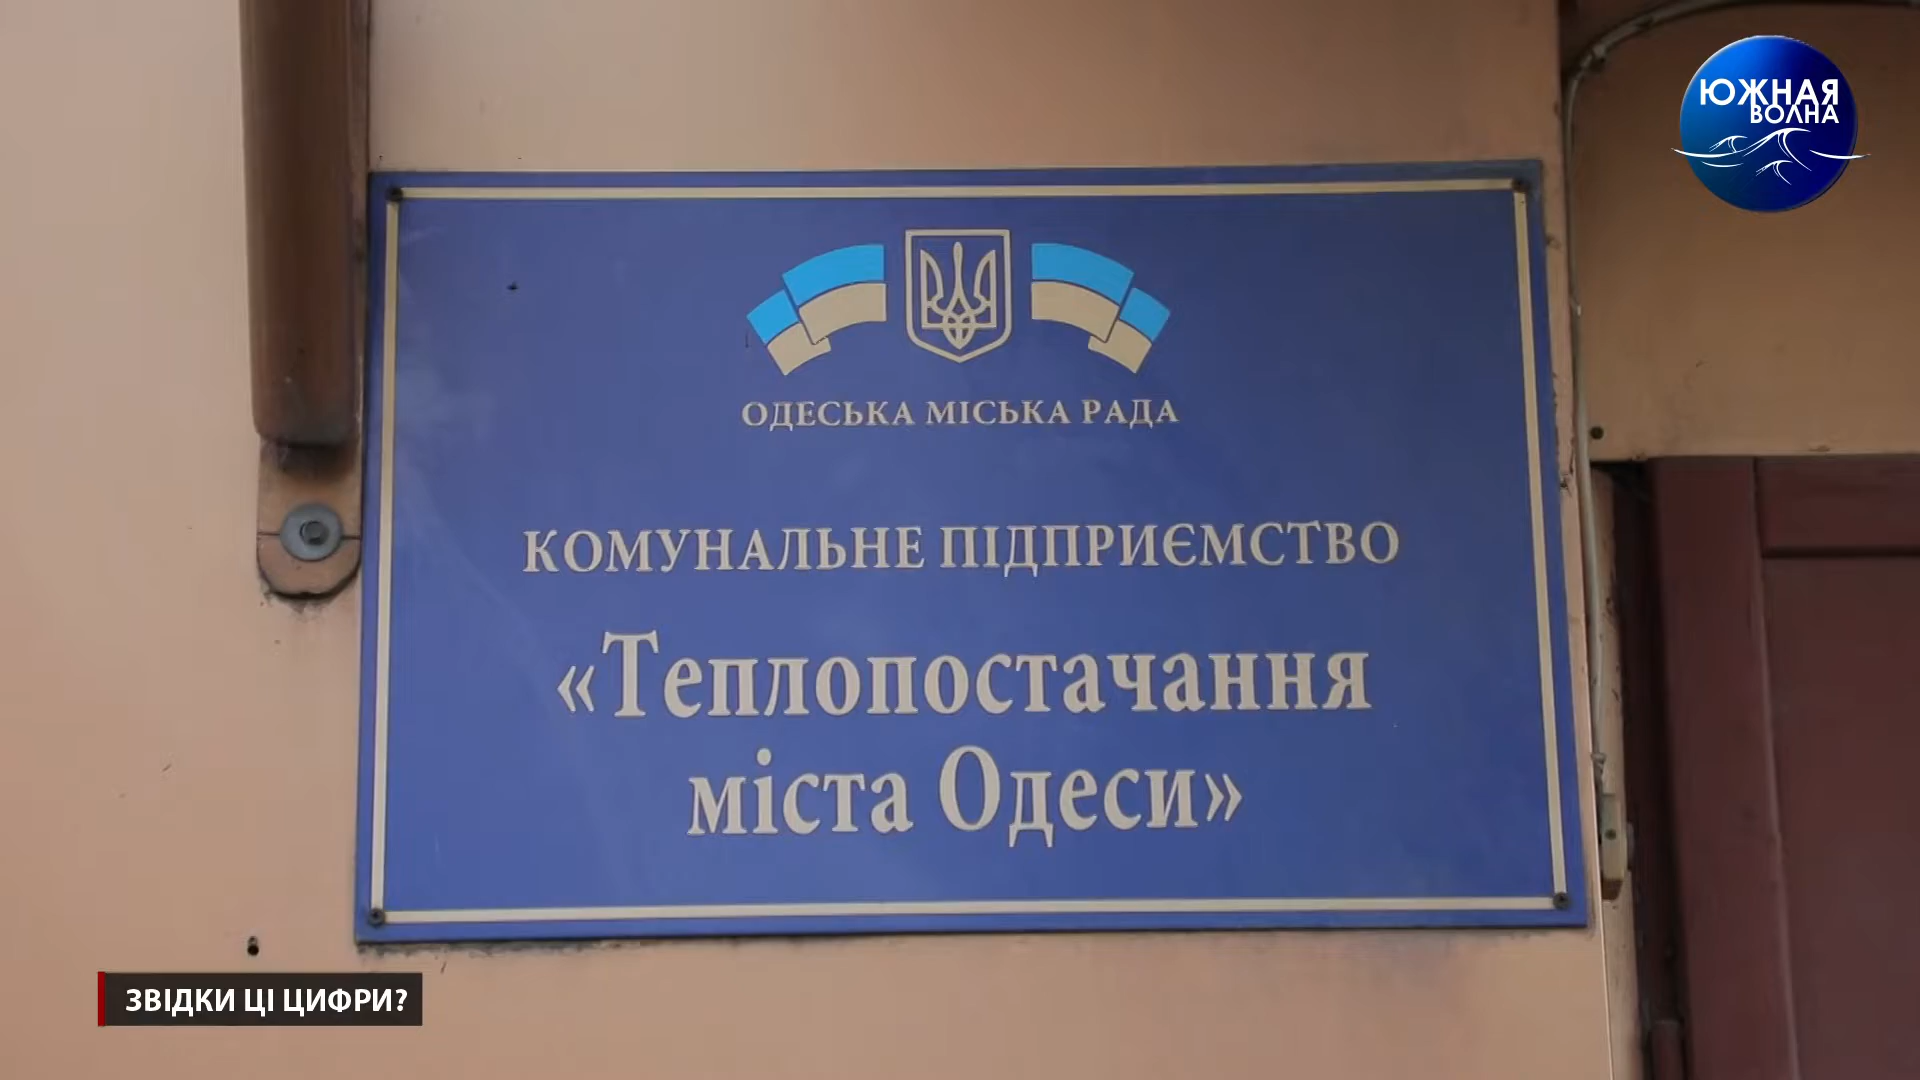 ЮЖНАЯ
ВОЛНА
ОДЕСЬКА МІСЬКА РАДА
КОМУНАЛЬНЕ ПІДПРИЄМСТВО
«Теплопостачання
міста Одеси»
ЗВІДКИ ЦІ ЦИФРИ?